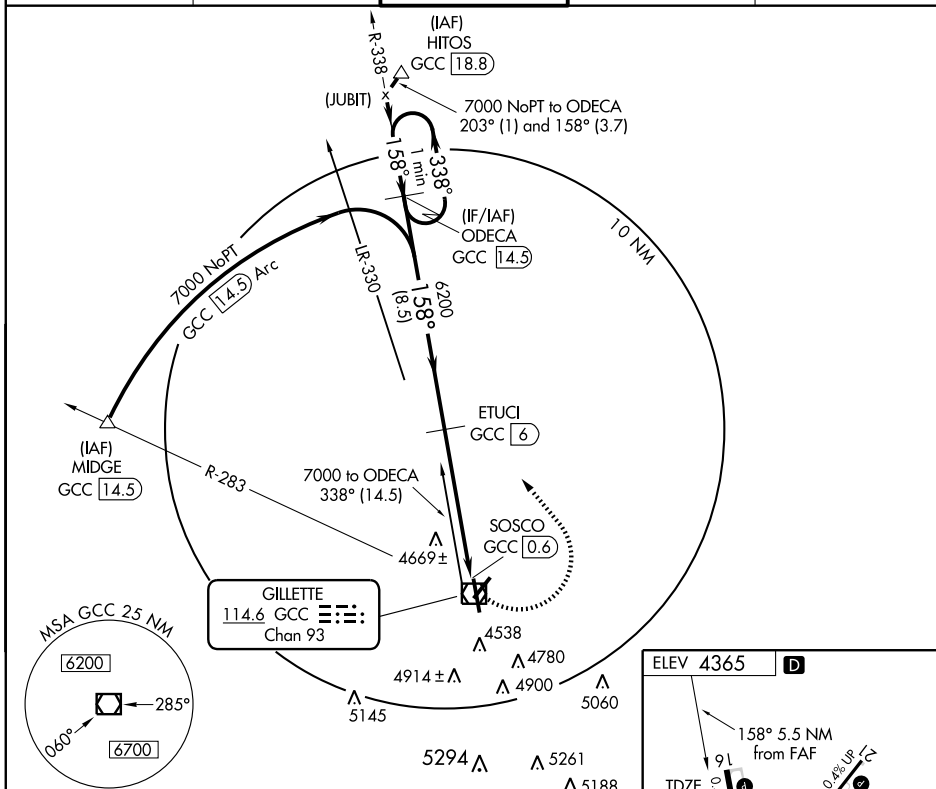 (IAF)
HITOS
GCC 18.8
R-338
(JUBIT)
7000 NoPT to ODECA
203° (1) and 158° (3.7)
158°
1 min
338°
(IF/IAF)
ODECA
GCC 14.5
10 NM
7000 NoPT
GCC 14.5 Arc
LR-330
6200
158°
(8.5)
ETUCI
GCC 6
(IAF)
MIDGE
GCC 14.5
R-283
7000 to ODECA
338° (14.5)
SOSCO
GCC 0.6
4669±
GILLETTE
114.6 GCC
Chan 93
4538
4780
4914±
4900
5060
5145
5294
5261
5188
MSA GCC 25 NM
6200
285°
060°
6700
ELEV 4365 D
158° 5.5 NM
from FAF
16
21
0.4% UP
TDZE
A
P